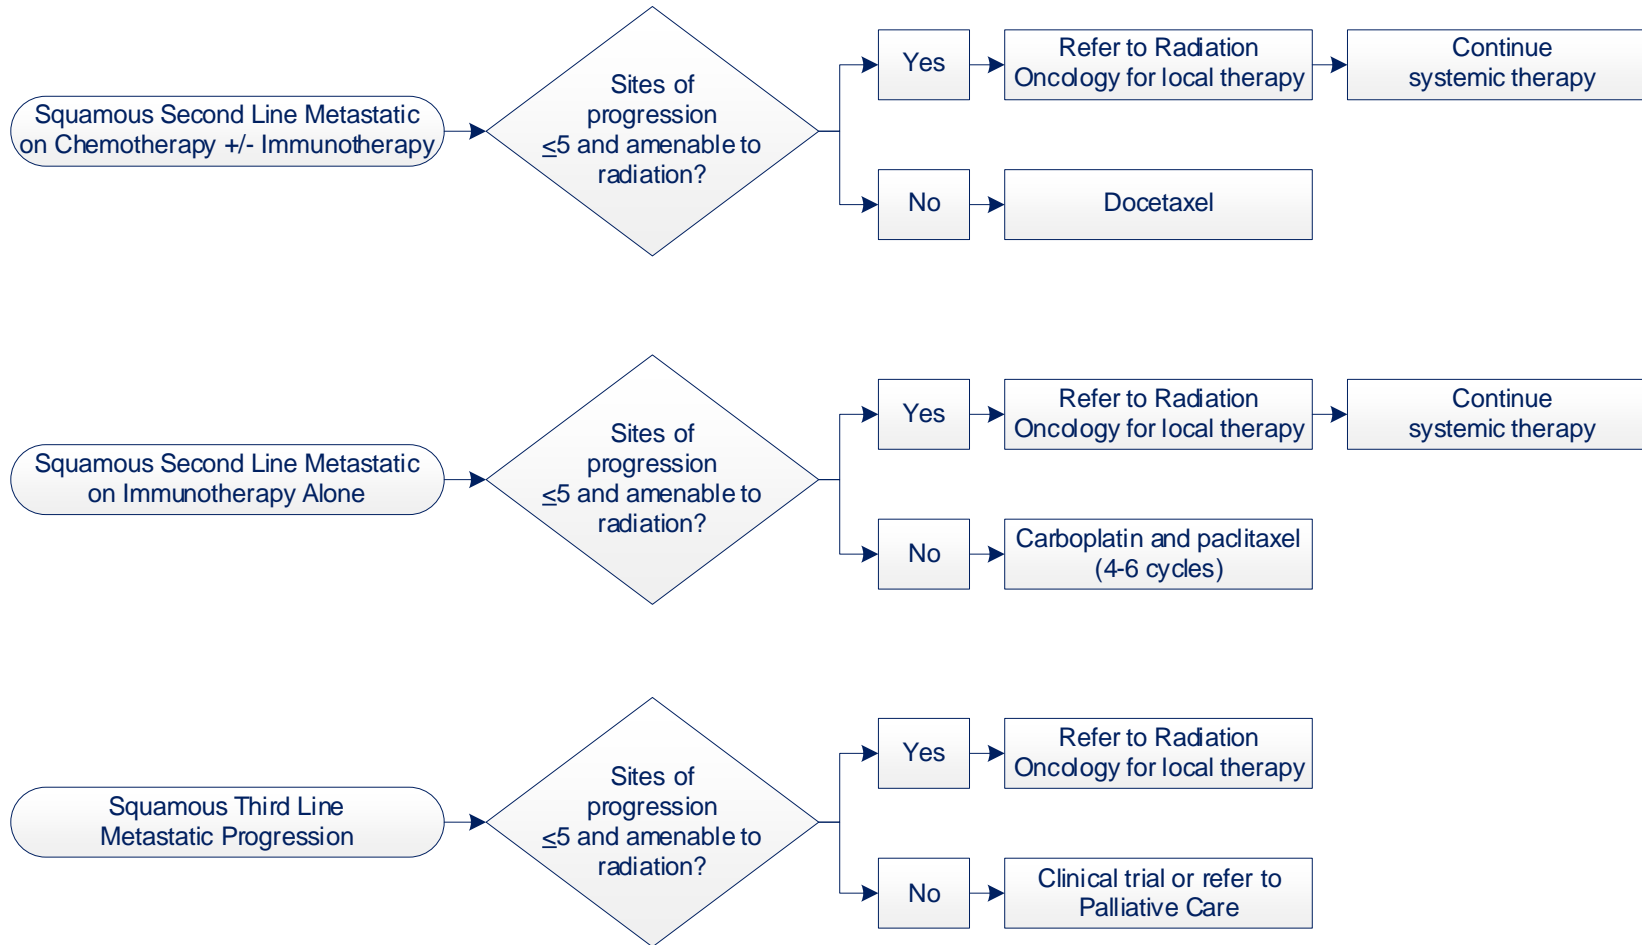 Squamous Second Line Metastatic
on Chemotherapy +/- Immunotherapy
Sites of
progression
≤5 and amenable to
radiation?
Yes
Refer to Radiation
Oncology for local therapy
Continue
systemic therapy
No
Docetaxel
Squamous Second Line Metastatic
on Immunotherapy Alone
Sites of
progression
≤5 and amenable to
radiation?
Yes
Refer to Radiation
Oncology for local therapy
Continue
systemic therapy
No
Carboplatin and paclitaxel
(4-6 cycles)
Squamous Third Line
Metastatic Progression
Sites of
progression
≤5 and amenable to
radiation?
Yes
Refer to Radiation
Oncology for local therapy
No
Clinical trial or refer to
Palliative Care